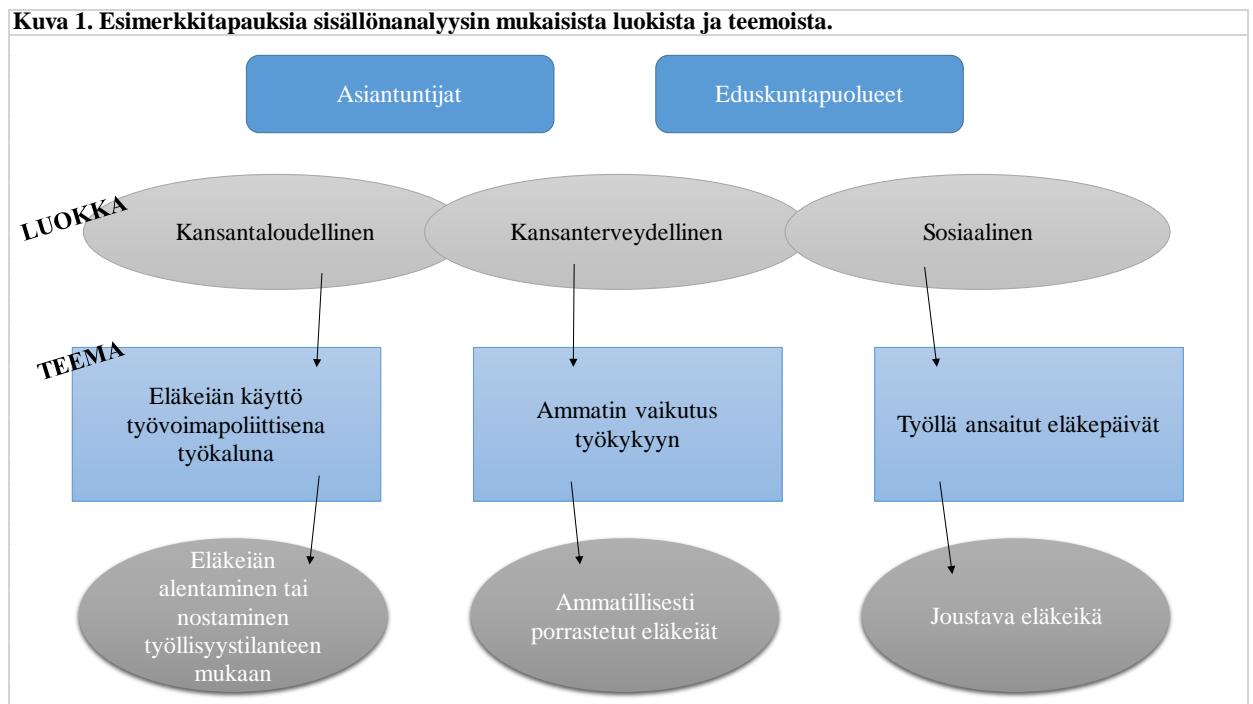 Kuva 1. Esimerkkitapauksia sisällönanalyysin mukaisista luokista ja teemoista.
Asiantuntijat
Eduskuntapuolueet
LUOKKA
Kansantaloudellinen
Kansanterveydellinen
Sosiaalinen
TEEMA
Eläkeiän käyttö
työvoimapoliittisena
työkaluna
Ammatin vaikutus
työkykyyn
Työllä ansaitut eläkepäivät
Eläkeiän
alentaminen tai
nostaminen
työllisyystilanteen
mukaan
Ammatillisesti
porrastetut eläkeiät
Joustava eläkeikä